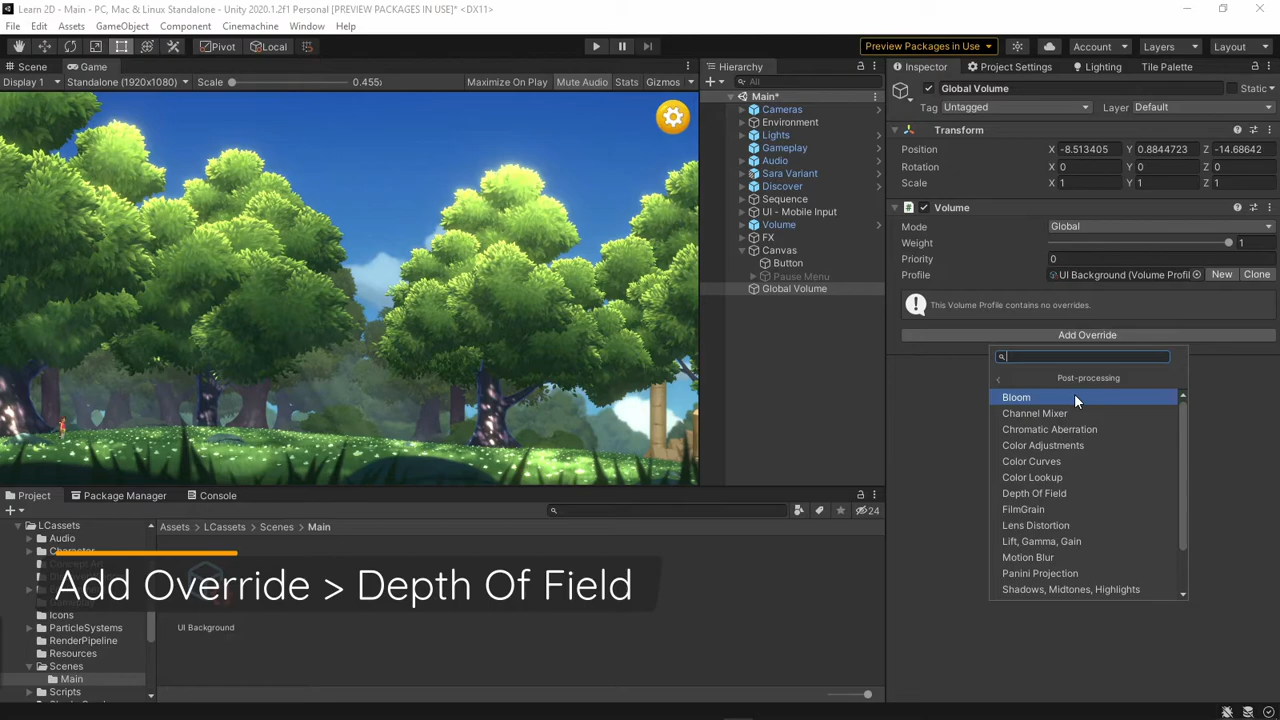 Learn 2D - Main - PC, Mac & Linux Standalone - Unity 2020.1.2f1 Personal (PREVIEW PACKAGES IN USE)* <DX11>
File Edit Assets GameObject Component Cinemachine Window Help
Pivot Local Preview Packages in Use Account Layers Layout
Scene Game
Display 1 Standalone (1920x1080) Scale 0.455x Maximize On Play Mute Audio Stats Gizmos
Hierarchy
All
Main*
Cameras
Environment
Lights
Gameplay
Audio
Sara Variant
Discover
Sequence
UI - Mobile Input
Volume
FX
Canvas
Button
Pause Menu
Global Volume
Inspector Project Settings Lighting Tile Palette
Global Volume Static
Tag Untagged Layer Default
Transform
Position X -8.513405 Y 0.8844723 Z -14.68642
Rotation X 0 Y 0 Z 0
Scale X 1 Y 1 Z 1
Volume
Mode Global
Weight 1
Priority 0
Profile UI Background (Volume Profil New Clone
This Volume Profile contains no overrides.
Add Override
Post-processing
Bloom
Channel Mixer
Chromatic Aberration
Color Adjustments
Color Curves
Color Lookup
Depth Of Field
FilmGrain
Lens Distortion
Lift, Gamma, Gain
Motion Blur
Panini Projection
Shadows, Midtones, Highlights
Project Package Manager Console
24
LCassets
Audio
Character
Icons
ParticleSystems
RenderPipeline
Resources
Scenes
Main
Scripts
Assets > LCassets > Scenes > Main
UI Background
Add Override > Depth Of Field